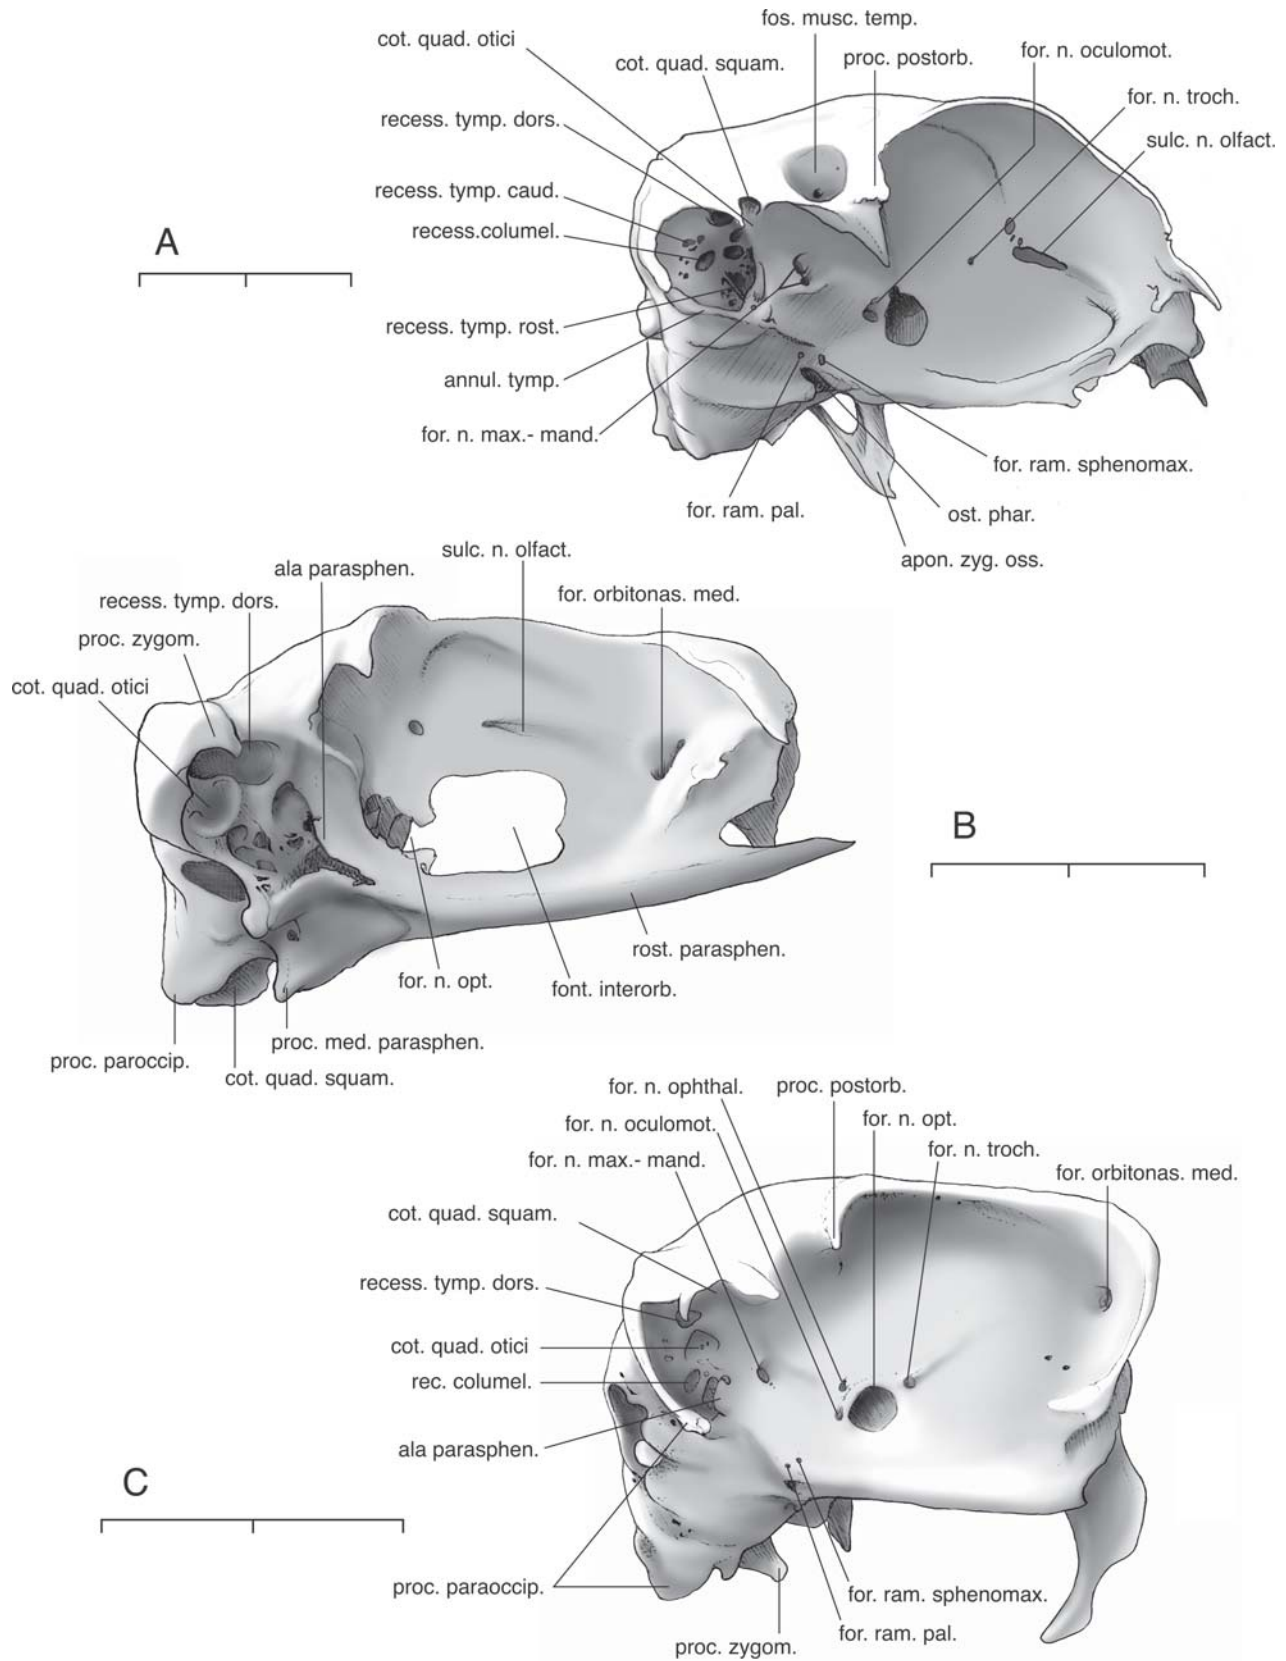 fos. musc. temp.
cot. quad. otici
cot. quad. squam.
proc. postorb.
for. n. oculomot.
for. n. troch.
recess. tymp. dors.
sulc. n. olfact.
recess. tymp. caud.
A
recess.columel.
recess. tymp. rost.
annul. tymp.
for. n. max.- mand.
for. ram. sphenomax.
for. ram. pal.
ost. phar.
apon. zyg. oss.
sulc. n. olfact.
ala parasphen.
for. orbitonas. med.
recess. tymp. dors.
proc. zygom.
cot. quad. otici
B
rost. parasphen.
for. n. opt.
font. interorb.
proc. med. parasphen.
proc. paroccip.
cot. quad. squam.
for. n. ophthal.
proc. postorb.
for. n. oculomot.
for. n. opt.
for. n. max.- mand.
for. n. troch.
for. orbitonas. med.
cot. quad. squam.
recess. tymp. dors.
cot. quad. otici
rec. columel.
ala parasphen.
C
proc. paraoccip.
for. ram. sphenomax.
for. ram. pal.
proc. zygom.